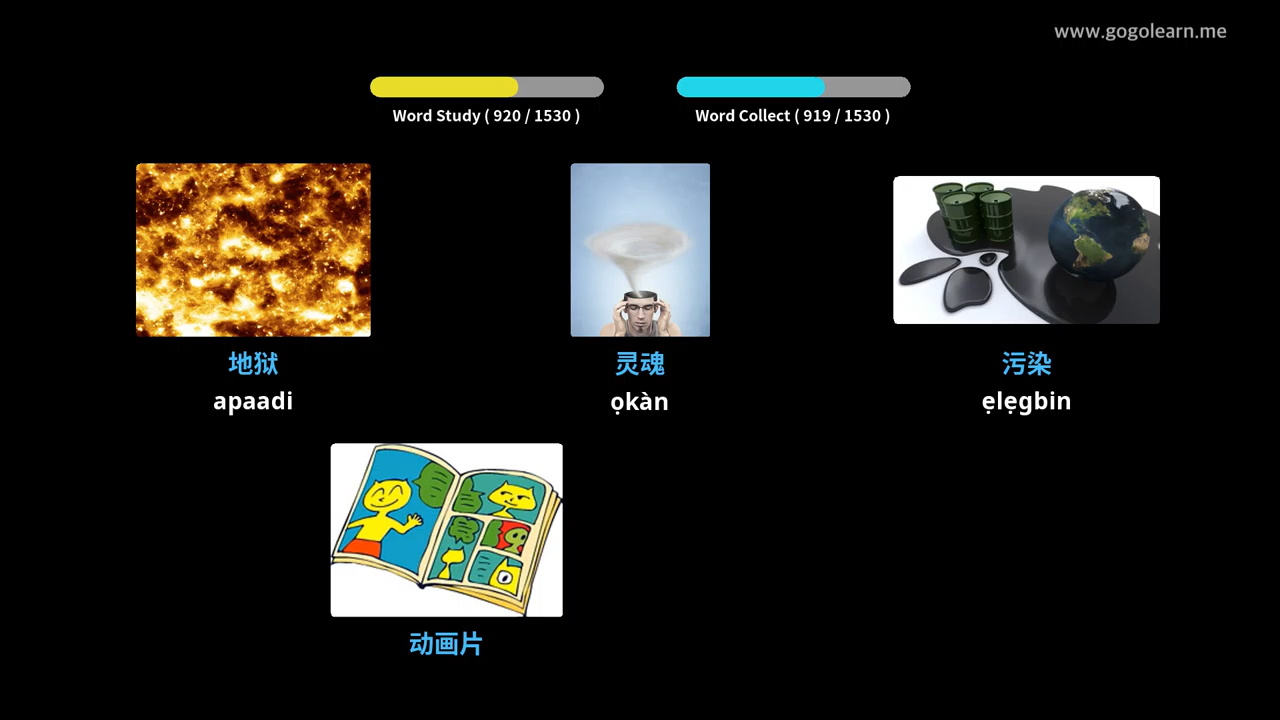 www.gogolearn.me
Word Study ( 920 / 1530 )
Word Collect ( 919 / 1530 )
地狱
apaadi
灵魂
ọkàn
污染
ẹlẹgbin
动画片